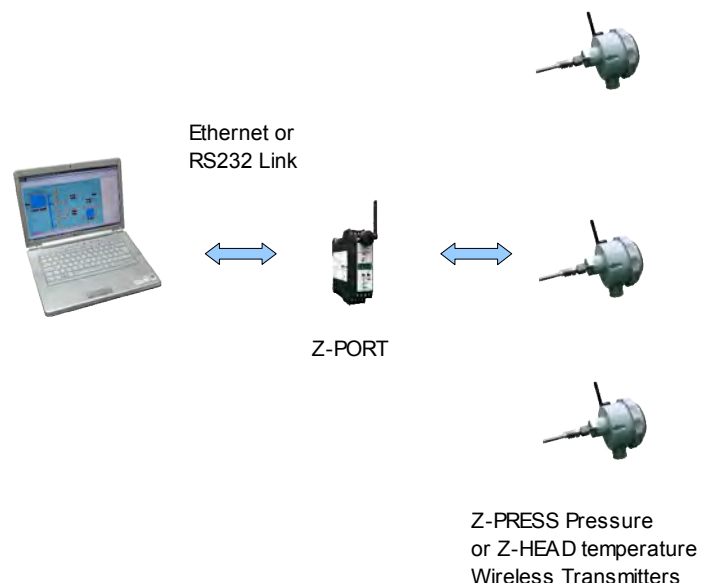 Ethernet or
RS232 Link
Z-PORT
Z-PRESS Pressure
or Z-HEAD temperature
Wireless Transmitters